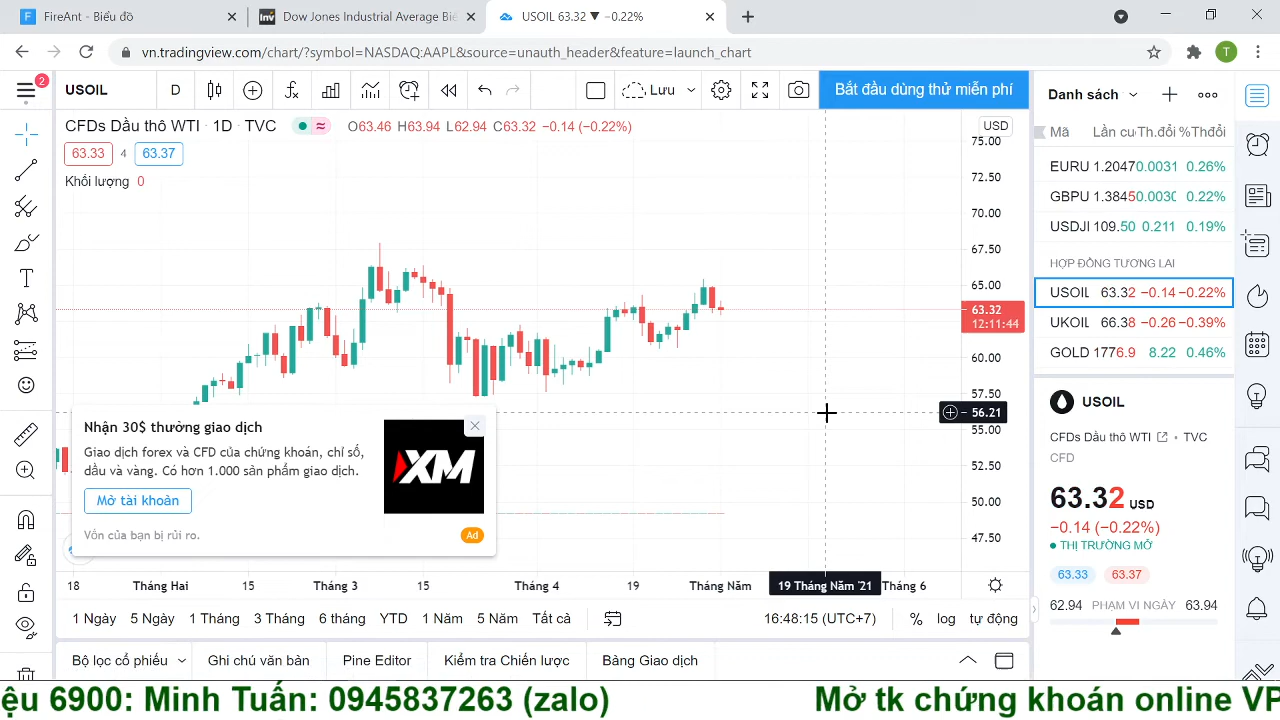 FireAnt - Biểu đồ
Dow Jones Industrial Average Biể
USOIL 63.32 ▼ −0.22%
vn.tradingview.com/chart/?symbol=NASDAQ:AAPL&source=unauth_header&feature=launch_chart
T
2
USOIL
D
Lưu
Bắt đầu dùng thử miễn phí
Danh sách
CFDs Dầu thô WTI · 1D · TVC
O63.46 H63.94 L62.94 C63.32 −0.14 (−0.22%)
63.33 4 63.37
Khối lượng 0
USD
75.00
72.50
70.00
67.50
65.00
63.32
12:11:44
60.00
57.50
56.21
55.00
52.50
50.00
47.50
Nhận 30$ thưởng giao dịch
Giao dịch forex và CFD của chứng khoán, chỉ số,
dầu và vàng. Có hơn 1.000 sản phẩm giao dịch.
Mở tài khoản
Vốn của bạn bị rủi ro.
XM
Ad
18 Tháng Hai 15 Tháng 3 15 Tháng 4 19 Tháng Năm 19 Tháng Năm '21 Tháng 6
1 Ngày 5 Ngày 1 Tháng 3 Tháng 6 Tháng YTD 1 Năm 5 Năm Tất cả
16:48:15 (UTC+7) % log tự động
Bộ lọc cổ phiếu Ghi chú văn bản Pine Editor Kiểm tra Chiến lược Bảng Giao dịch
Mã Lần cu Th.đổi %Thđổi
EURU 1.2047 0.0031 0.26%
GBPU 1.3845 0.0030 0.22%
USDJI 109.50 0.211 0.19%
HỢP ĐỒNG TƯƠNG LAI
USOIL 63.32 −0.14 −0.22%
UKOIL 66.38 −0.26 −0.39%
GOLD 1776.9 8.22 0.46%
USOIL
CFDs Dầu thô WTI • TVC
CFD
63.32 USD
−0.14 (−0.22%)
THỊ TRƯỜNG MỞ
63.33 63.37
62.94 PHẠM VI NGÀY 63.94
ệu 6900: Minh Tuấn: 0945837263 (zalo)
Mở tk chứng khoán online VP